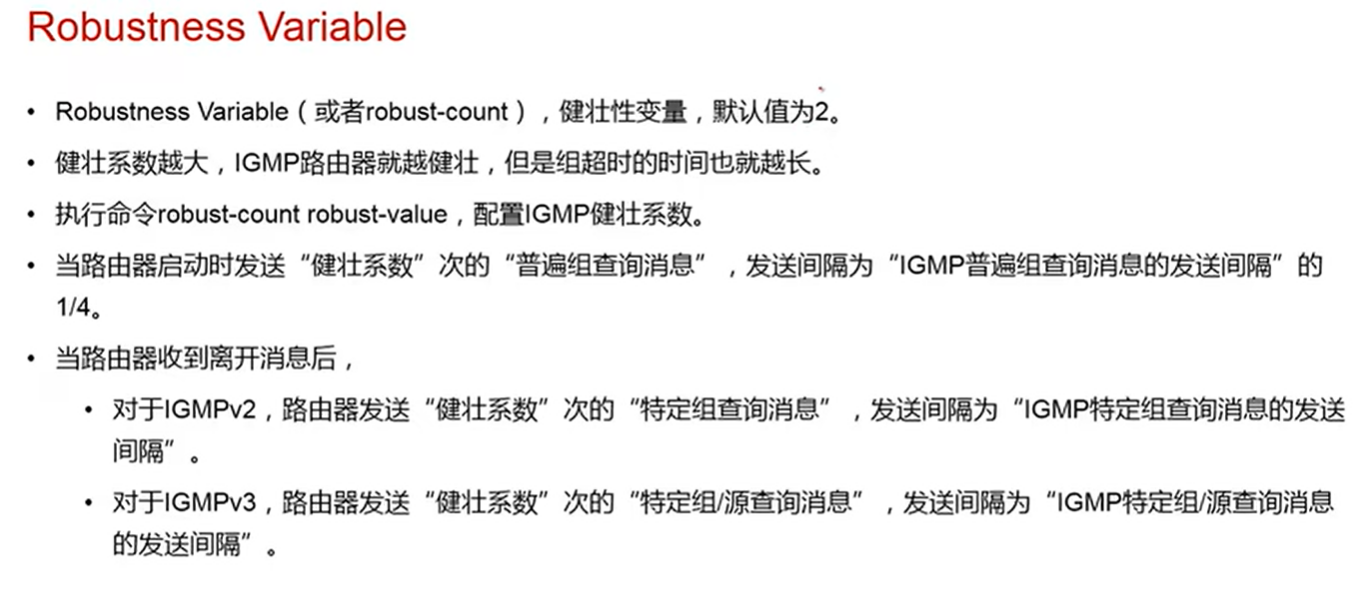 Robustness Variable
• Robustness Variable（或者robust-count），健壮性变量，默认值为2。
• 健壮系数越大，IGMP路由器就越健壮，但是组超时的时间也就越长。
• 执行命令robust-count robust-value，配置IGMP健壮系数。
• 当路由器启动时发送“健壮系数”次的“普遍组查询消息”，发送间隔为“IGMP普遍组查询消息的发送间隔”的
1/4。
• 当路由器收到离开消息后，
• 对于IGMPv2，路由器发送“健壮系数”次的“特定组查询消息”，发送间隔为“IGMP特定组查询消息的发送
间隔”。
• 对于IGMPv3，路由器发送“健壮系数”次的“特定组/源查询消息”，发送间隔为“IGMP特定组/源查询消息
的发送间隔”。